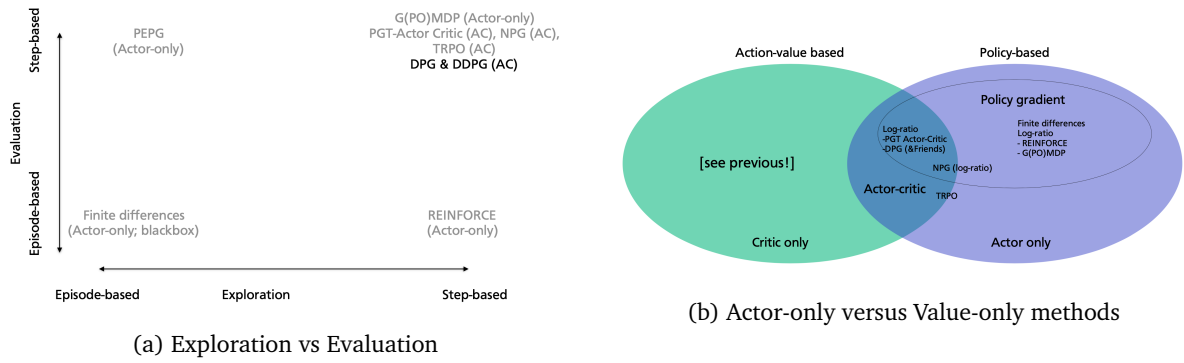 G(PO)MDP (Actor-only)
PEPG
(Actor-only)
PGT-Actor Critic (AC), NPG (AC),
TRPO (AC)
DPG & DDPG (AC)
Step-based
Evaluation
Episode-based
Finite differences
(Actor-only; blackbox)
REINFORCE
(Actor-only)
Episode-based
Exploration
Step-based
(a) Exploration vs Evaluation
Action-value based
Policy-based
Policy gradient
Log-ratio
-PGT Actor-Critic
-DPG (&Friends)
Finite differences
Log-ratio
- REINFORCE
- G(PO)MDP
[see previous!]
NPG (log-ratio)
Actor-critic
TRPO
Critic only
Actor only
(b) Actor-only versus Value-only methods